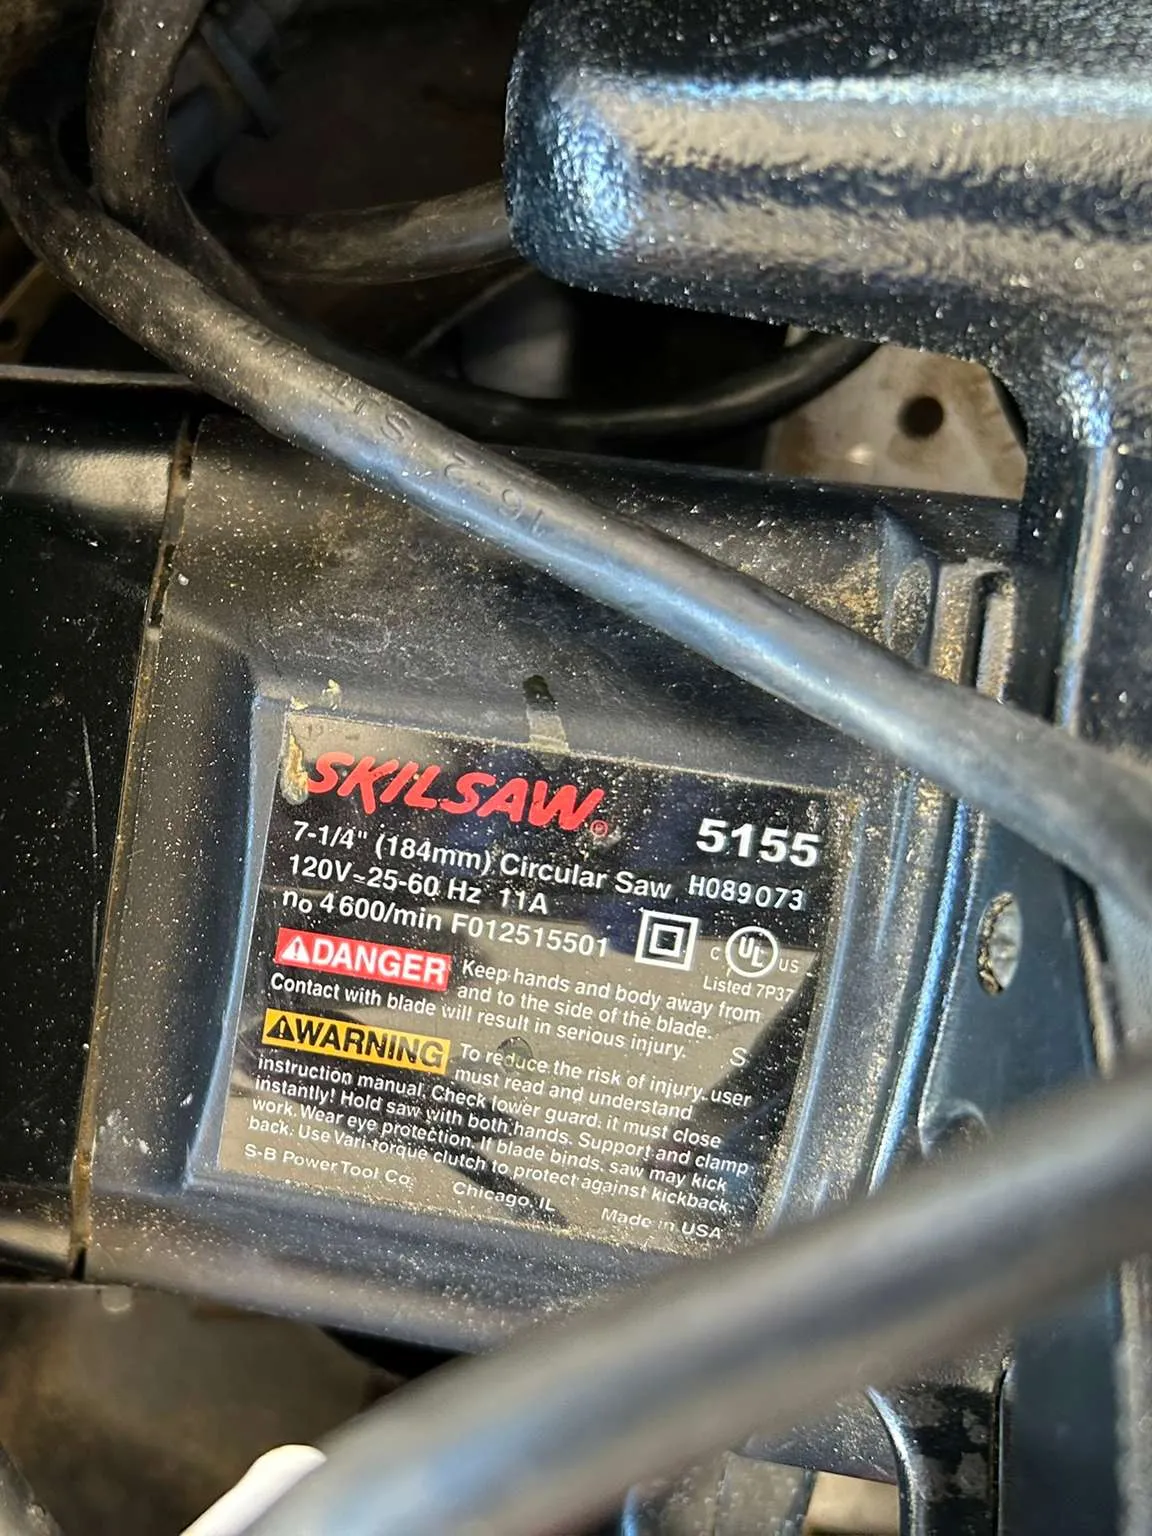 SKILSAW®
5155
7-1/4" (184mm) Circular Saw H089073
120V~25-60 Hz 11A
no 4600/min F012515501
C UL US
Listed 7P37
DANGER Keep hands and body away from
and to the side of the blade.
Contact with blade will result in serious injury.
S
WARNING To reduce the risk of injury, user
must read and understand
instruction manual. Check lower guard, it must close
instantly! Hold saw with both hands. Support and clamp
work. Wear eye protection. If blade binds, saw may kick
back. Use Vari-torque clutch to protect against kickback.
S-B Power Tool Co. Chicago, IL Made in USA
16-2